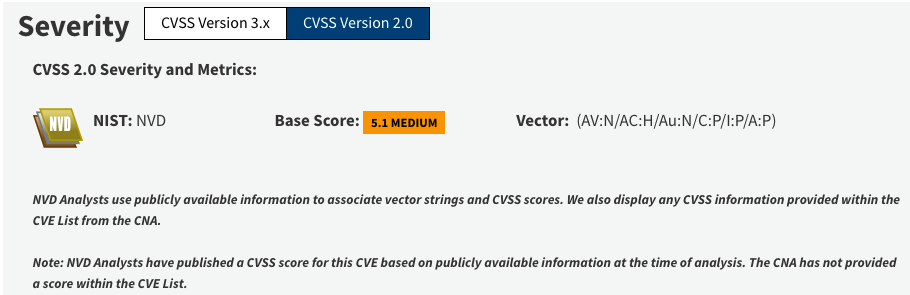 Severity CVSS Version 3.x CVSS Version 2.0
CVSS 2.0 Severity and Metrics:
NVD NIST: NVD Base Score: 5.1 MEDIUM Vector: (AV:N/AC:H/Au:N/C:P/I:P/A:P)
NVD Analysts use publicly available information to associate vector strings and CVSS scores. We also display any CVSS information provided within the
CVE List from the CNA.
Note: NVD Analysts have published a CVSS score for this CVE based on publicly available information at the time of analysis. The CNA has not provided
a score within the CVE List.